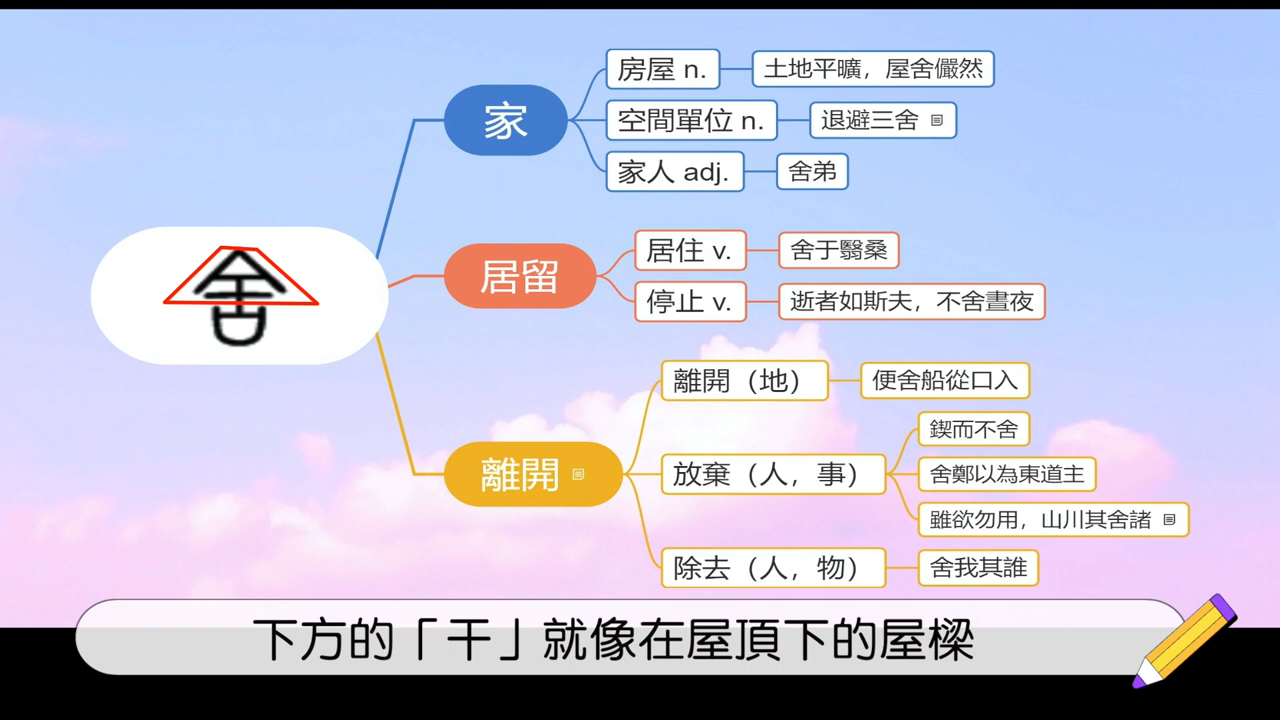 舍
家
房屋 n.
土地平曠，屋舍儼然
空間單位 n.
退避三舍
家人 adj.
舍弟
居留
居住 v.
舍于翳桑
停止 v.
逝者如斯夫，不舍晝夜
離開
離開（地）
便舍船從口入
放棄（人，事）
鍥而不舍
舍鄭以為東道主
雖欲勿用，山川其舍諸
除去（人，物）
舍我其誰
下方的「干」就像在屋頂下的屋樑